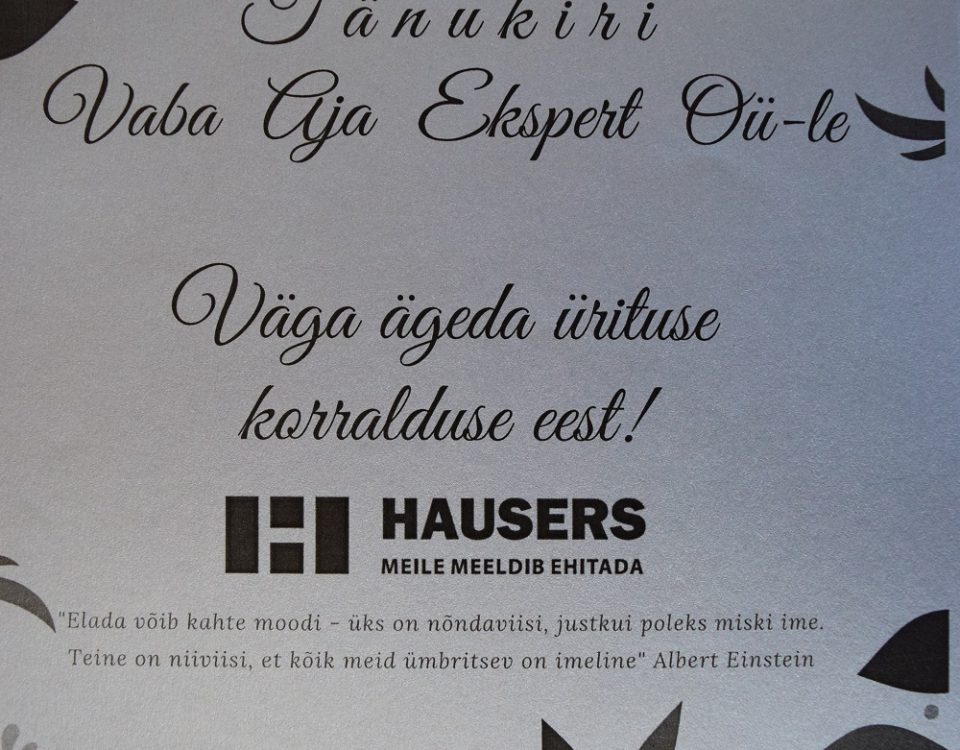 Tänukiri
Vaba Aja Ekspert Oü-le
Väga ägeda ürituse
korralduse eest!
HAUSERS
MEILE MEELDIB EHITADA
"Elada võib kahte moodi - üks on nõndaviisi, justkui poleks miski ime.
Teine on niiviisi, et kõik meid ümbritsev on imeline" Albert Einstein